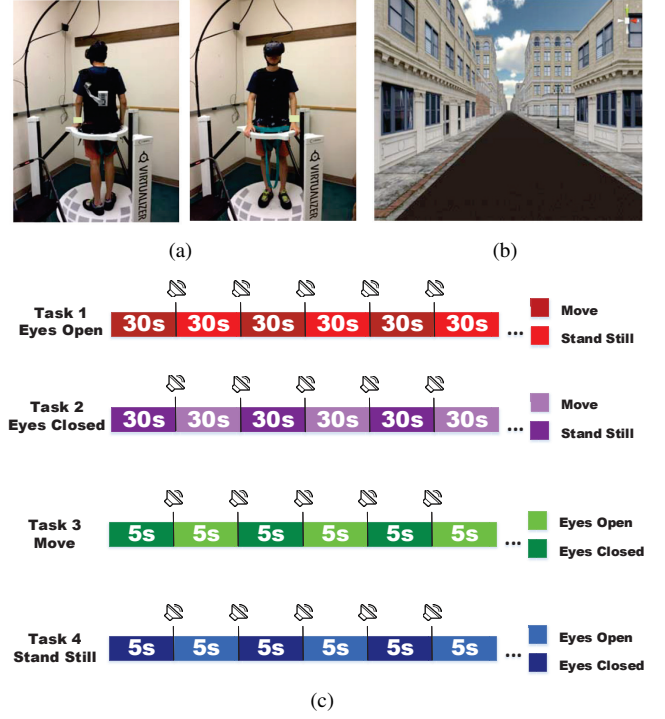 VIRTUALIZER
VIRTUALIZER
(a)
(b)
Task 1
Eyes Open
30s 30s 30s 30s 30s 30s ...
Move
Stand Still
Task 2
Eyes Closed
30s 30s 30s 30s 30s 30s ...
Move
Stand Still
Task 3
Move
5s 5s 5s 5s 5s 5s ...
Eyes Open
Eyes Closed
Task 4
Stand Still
5s 5s 5s 5s 5s 5s ...
Eyes Open
Eyes Closed
(c)